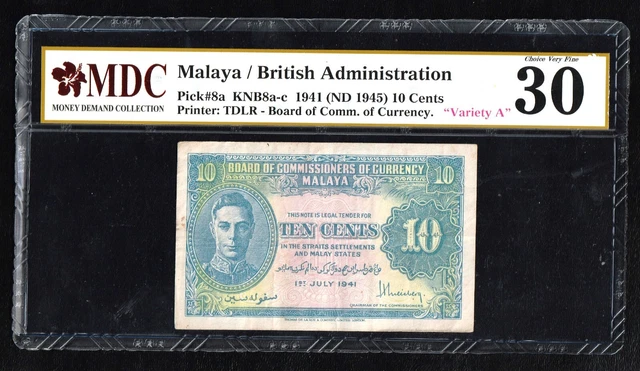 MDC
MONEY DEMAND COLLECTION
Malaya / British Administration
Pick#8a KNB8a-c 1941 (ND 1945) 10 Cents
Printer: TDLR - Board of Comm. of Currency. "Variety A"
Choice Very Fine
30
10 BOARD OF COMMISSIONERS OF CURRENCY 10
MALAYA
THIS NOTE IS LEGAL TENDER FOR
TEN CENTS
IN THE STRAITS SETTLEMENTS
AND MALAY STATES
10
1ST JULY 1941
CHAIRMAN OF THE COMMISSIONERS